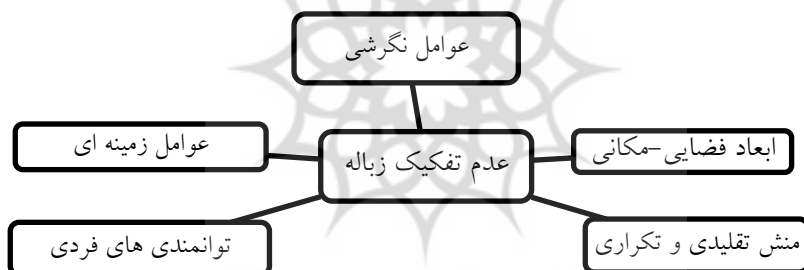 عوامل نگرشی
ابعاد فضایی-مکانی
عدم تفکیک زباله
عوامل زمینه ای
منش تقلیدی و تکراری
توانمندی های فردی